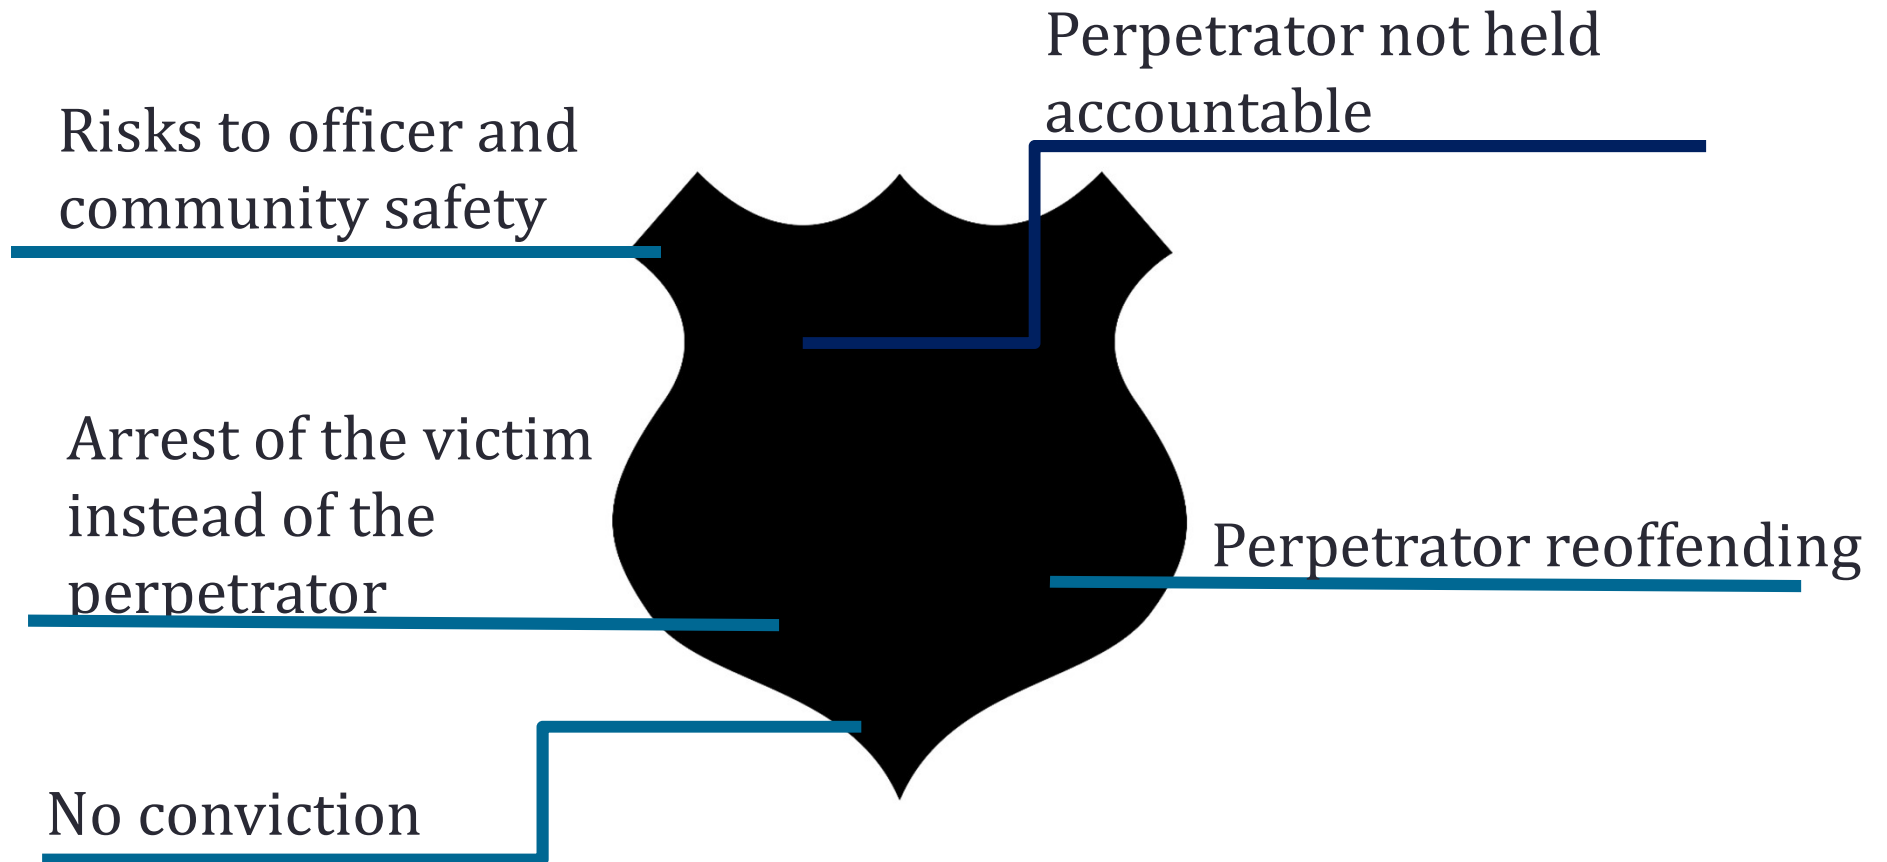 Perpetrator not held
accountable
Risks to officer and
community safety
Arrest of the victim
instead of the
perpetrator
Perpetrator reoffending
No conviction